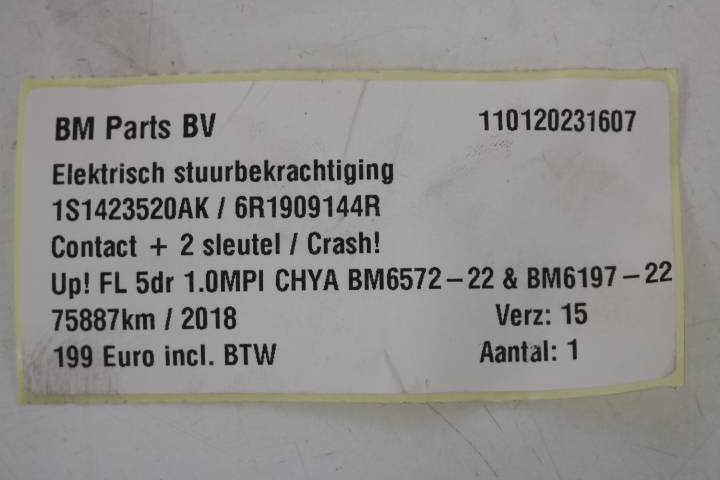 BM Parts BV 110120231607
Elektrisch stuurbekrachtiging
1S1423520AK / 6R1909144R
Contact + 2 sleutel / Crash!
Up! FL 5dr 1.0MPI CHYA BM6572-22 & BM6197-22
75887km / 2018 Verz: 15
199 Euro incl. BTW Aantal: 1